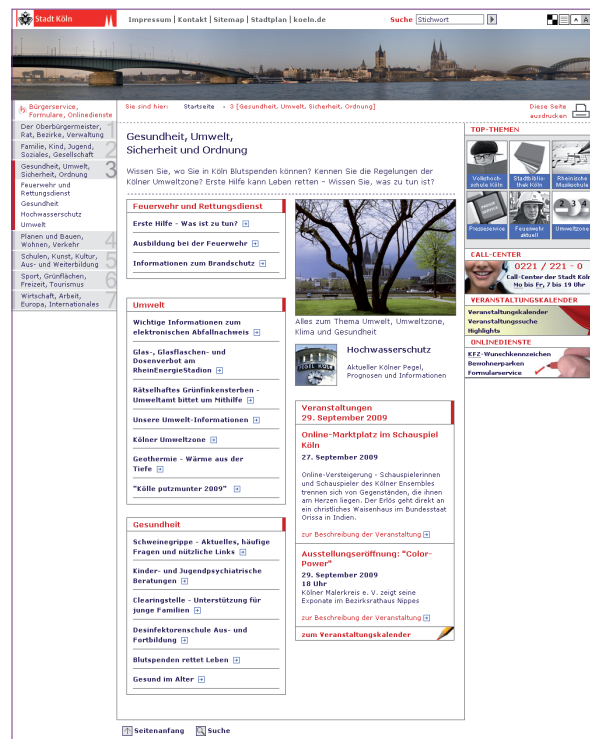 Stadt Köln
Impressum | Kontakt | Sitemap | Stadtplan | koeln.de
Suche Stichwort
A A
Bürgerservice,
Formulare, Onlinedienste
Sie sind hier: Startseite - 3 [Gesundheit, Umwelt, Sicherheit, Ordnung]
Diese Seite
ausdrucken
Der Oberbürgermeister,
Rat, Bezirke, Verwaltung 1
Familie, Kind, Jugend,
Soziales, Gesellschaft 2
Gesundheit, Umwelt,
Sicherheit, Ordnung 3
Feuerwehr und
Rettungsdienst
Gesundheit
Hochwasserschutz
Umwelt
Planen und Bauen,
Wohnen, Verkehr 4
Schulen, Kunst, Kultur,
Aus- und Weiterbildung 5
Sport, Grünflächen,
Freizeit, Tourismus 6
Wirtschaft, Arbeit,
Europa, Internationales 7
Gesundheit, Umwelt,
Sicherheit und Ordnung
Wissen Sie, wo Sie in Köln Blutspenden können? Kennen Sie die Regelungen der
Kölner Umweltzone? Erste Hilfe kann Leben retten - Wissen Sie, was zu tun ist?
Feuerwehr und Rettungsdienst
Erste Hilfe - Was ist zu tun?
Ausbildung bei der Feuerwehr
Informationen zum Brandschutz
Umwelt
Wichtige Informationen zum
elektronischen Abfallnachweis
Glas-, Glasflaschen- und
Dosenverbot am
RheinEnergieStadion
Rätselhaftes Grünfinkensterben -
Umweltamt bittet um Mithilfe
Unsere Umwelt-Informationen
Kölner Umweltzone
Geothermie - Wärme aus der
Tiefe
"Kölle putzmunter 2009"
Gesundheit
Schweinegrippe - Aktuelles, häufige
Fragen und nützliche Links
Kinder- und Jugendpsychiatrische
Beratungen
Clearingstelle - Unterstützung für
junge Familien
Desinfektorenschule Aus- und
Fortbildung
Blutspenden rettet Leben
Gesund im Alter
Alles zum Thema Umwelt, Umweltzone,
Klima und Gesundheit
PEGEL KÖLN
Hochwasserschutz
Aktueller Kölner Pegel,
Prognosen und Informationen
Veranstaltungen
29. September 2009
Online-Marktplatz im Schauspiel
Köln
27. September 2009
Online-Versteigerung - Schauspielerinnen
und Schauspieler des Kölner Ensembles
trennen sich von Gegenständen, die ihnen
am Herzen liegen. Der Erlös geht direkt an
ein christliches Waisenhaus im Bundesstaat
Orissa in Indien.
zur Beschreibung der Veranstaltung
Ausstellungseröffnung: "Color-
Power"
29. September 2009
18 Uhr
Kölner Malerkreis e. V. zeigt seine
Exponate im Bezirksrathaus Nippes
zur Beschreibung der Veranstaltung
zum Veranstaltungskalender
TOP-THEMEN
Volkshoch-
schule Köln
Stadtbiblio-
thek Köln
Rheinische
Musikschule
Presseservice
Feuerwehr
aktuell
2 3 4
Umweltzone
CALL-CENTER
0221 / 221 - 0
Call-Center der Stadt Köln
Mo bis Fr, 7 bis 19 Uhr
VERANSTALTUNGSKALENDER
Veranstaltungskalender
Veranstaltungssuche
Highlights
ONLINEDIENSTE
KFZ-Wunschkennzeichen
Bewohnerparken
Formularservice
Seitenanfang Suche